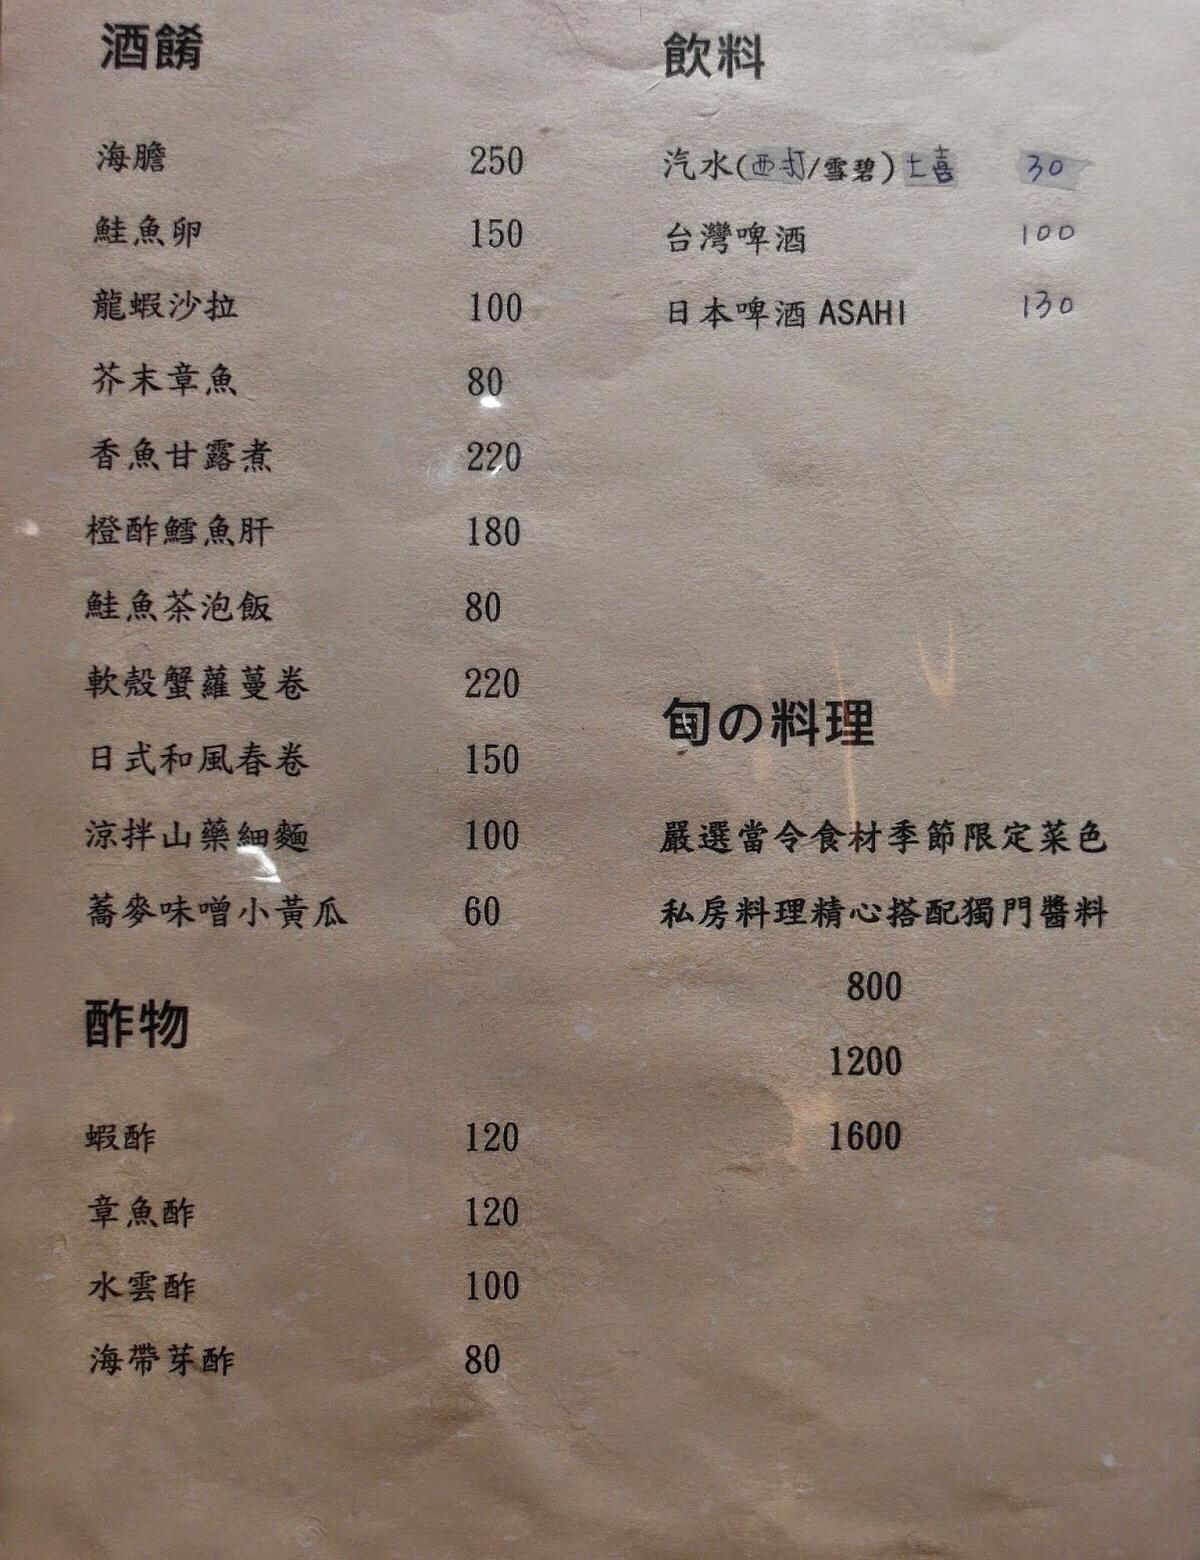 酒餚
海膽 250
鮭魚卵 150
龍蝦沙拉 100
芥末章魚 80
香魚甘露煮 220
橙酢鱈魚肝 180
鮭魚茶泡飯 80
軟殼蟹蘿蔓卷 220
日式和風春卷 150
涼拌山藥細麵 100
蕎麥味噌小黃瓜 60
酢物
蝦酢 120
章魚酢 120
水雲酢 100
海帶芽酢 80
飲料
汽水(西打/雪碧) 30
台灣啤酒 100
日本啤酒 ASAHI 130
旬の料理
嚴選當令食材季節限定菜色
私房料理精心搭配獨門醬料
800
1200
1600